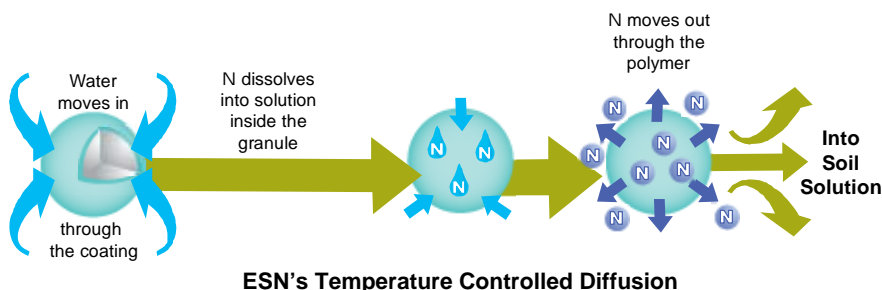 Water
moves in
through
the coating
N dissolves
into solution
inside the
granule
N
N
N
N moves out
through the
polymer
N
N
N
N
N
N
N
N
N
Into
Soil
Solution
ESN's Temperature Controlled Diffusion